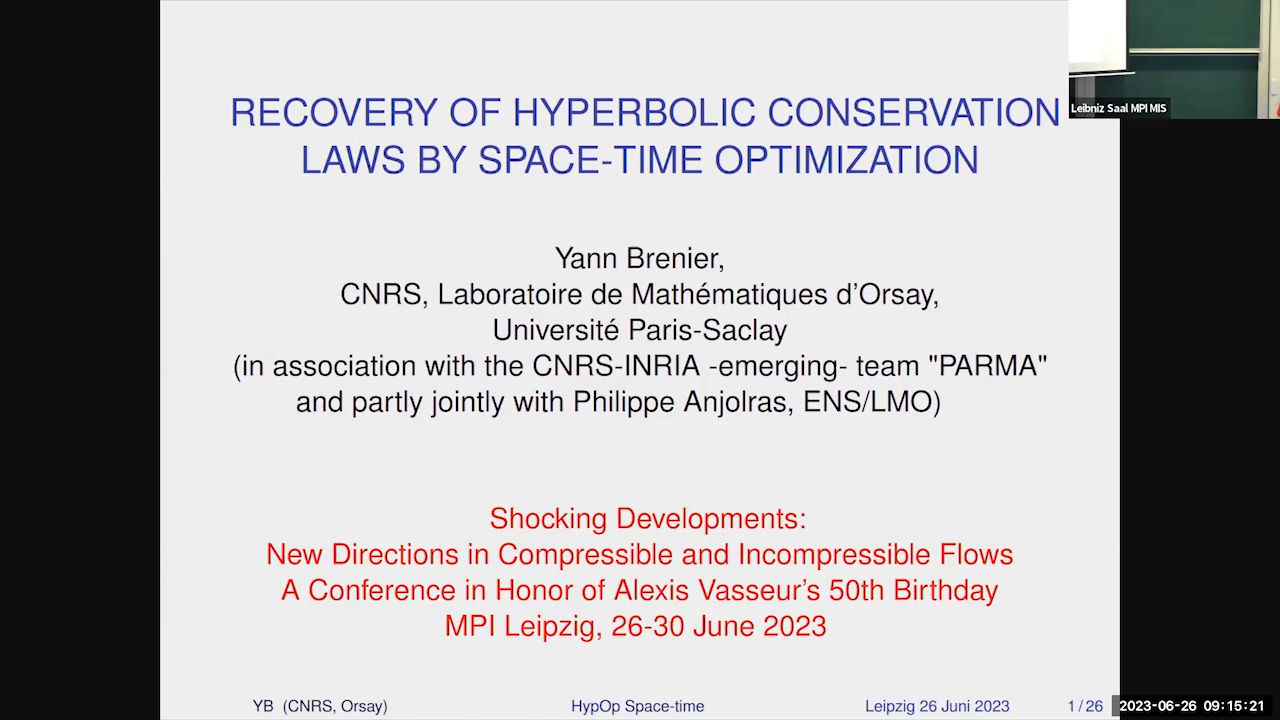 Leibniz Saal MPI MIS
RECOVERY OF HYPERBOLIC CONSERVATION
LAWS BY SPACE-TIME OPTIMIZATION
Yann Brenier,
CNRS, Laboratoire de Mathématiques d'Orsay,
Université Paris-Saclay
(in association with the CNRS-INRIA -emerging- team "PARMA"
and partly jointly with Philippe Anjolras, ENS/LMO)
Shocking Developments:
New Directions in Compressible and Incompressible Flows
A Conference in Honor of Alexis Vasseur's 50th Birthday
MPI Leipzig, 26-30 June 2023
YB (CNRS, Orsay) HypOp Space-time Leipzig 26 Juni 2023 1 / 26 2023-06-26 09:15:21